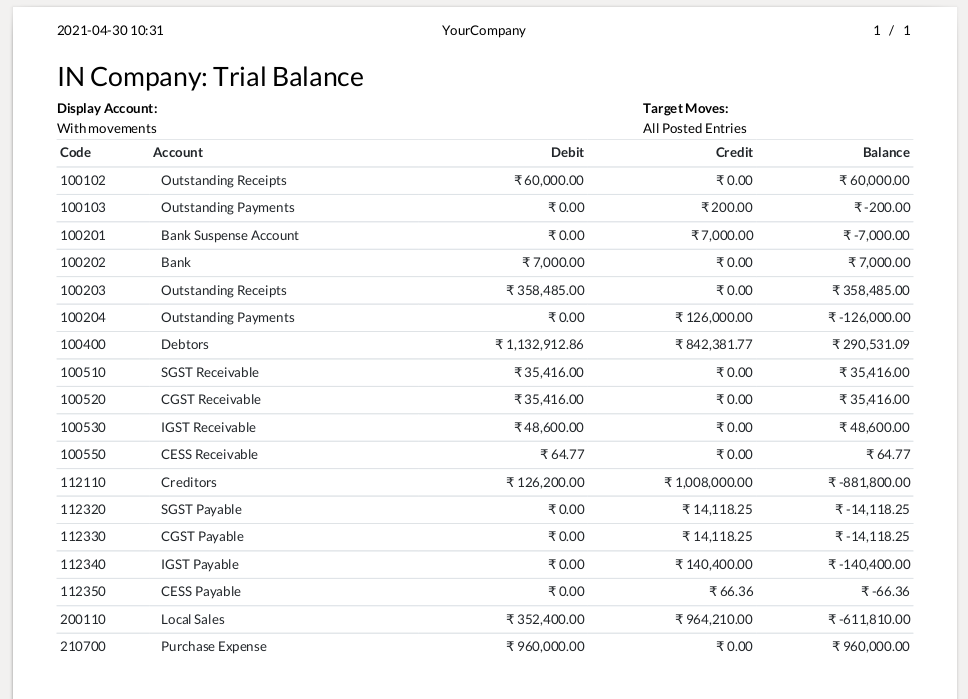 2021-04-30 10:31 YourCompany 1 / 1
IN Company: Trial Balance
Display Account: Target Moves:
With movements All Posted Entries
Code Account Debit Credit Balance
100102 Outstanding Receipts ₹ 60,000.00 ₹ 0.00 ₹ 60,000.00
100103 Outstanding Payments ₹ 0.00 ₹ 200.00 ₹ -200.00
100201 Bank Suspense Account ₹ 0.00 ₹ 7,000.00 ₹ -7,000.00
100202 Bank ₹ 7,000.00 ₹ 0.00 ₹ 7,000.00
100203 Outstanding Receipts ₹ 358,485.00 ₹ 0.00 ₹ 358,485.00
100204 Outstanding Payments ₹ 0.00 ₹ 126,000.00 ₹ -126,000.00
100400 Debtors ₹ 1,132,912.86 ₹ 842,381.77 ₹ 290,531.09
100510 SGST Receivable ₹ 35,416.00 ₹ 0.00 ₹ 35,416.00
100520 CGST Receivable ₹ 35,416.00 ₹ 0.00 ₹ 35,416.00
100530 IGST Receivable ₹ 48,600.00 ₹ 0.00 ₹ 48,600.00
100550 CESS Receivable ₹ 64.77 ₹ 0.00 ₹ 64.77
112110 Creditors ₹ 126,200.00 ₹ 1,008,000.00 ₹ -881,800.00
112320 SGST Payable ₹ 0.00 ₹ 14,118.25 ₹ -14,118.25
112330 CGST Payable ₹ 0.00 ₹ 14,118.25 ₹ -14,118.25
112340 IGST Payable ₹ 0.00 ₹ 140,400.00 ₹ -140,400.00
112350 CESS Payable ₹ 0.00 ₹ 66.36 ₹ -66.36
200110 Local Sales ₹ 352,400.00 ₹ 964,210.00 ₹ -611,810.00
210700 Purchase Expense ₹ 960,000.00 ₹ 0.00 ₹ 960,000.00